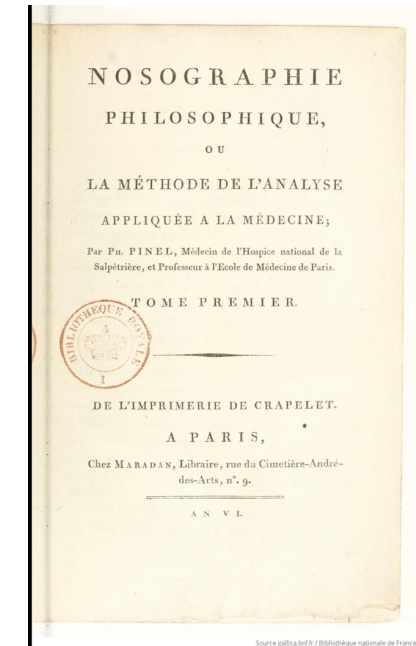 NOSOGRAPHIE
PHILOSOPHIQUE,
OU
LA MÉTHODE DE L'ANALYSE
APPLIQUÉE A LA MÉDECINE;
Par PH. PINEL, Médecin de l'Hospice national de la
Salpêtrière, et Professeur à l'Ecole de Médecine de Paris.
TOME PREMIER.
BIBLIOTHEQUE ROYALE
I
DE L'IMPRIMERIE DE CRAPELET.
A PARIS,
Chez MARADAN, Libraire, rue du Cimetière-André-
des-Arts, n°. 9.
AN VI.
Source gallica.bnf.fr / Bibliothèque nationale de France